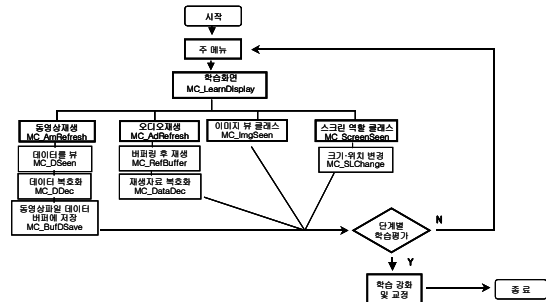 시작
주 메뉴
학습화면
MC_LearnDisplay
동영상재생
MC_AmRefresh
오디오재생
MC_AdRefresh
이미지 뷰 클래스
MC_ImgSeen
스크린 역할 클래스
MC_ScreenSeen
데이터를 뷰
MC_DSeen
버퍼링 후 재생
MC_RefBuffer
크기·위치 변경
MC_SLChange
데이터 복호화
MC_DDec
재생자료 복호화
MC_DataDec
동영상파일 데이터
버퍼에 저장
MC_BufDSave
단계별
학습평가
N
Y
학습 강화
및 교정
종료